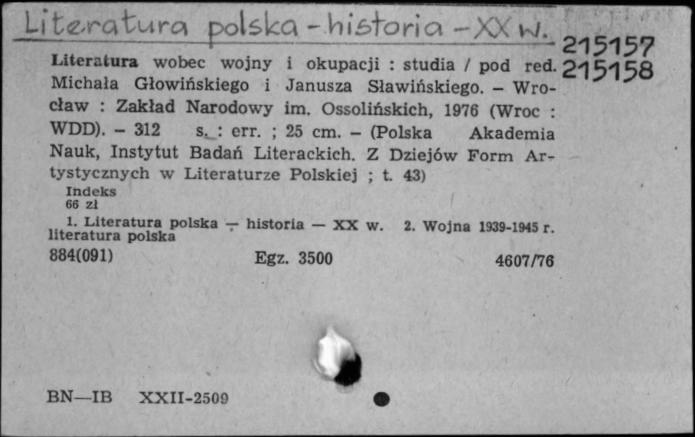 Literatura polska - historia - XX w.
215157
Literatura wobec wojny i okupacji : studia / pod red.
215158
Michała Głowińskiego i Janusza Sławińskiego. — Wro-
cław : Zakład Narodowy im. Ossolińskich, 1976 (Wroc :
WDD). — 312 s. : err. ; 25 cm. — (Polska Akademia
Nauk, Instytut Badań Literackich. Z Dziejów Form Ar-
tystycznych w Literaturze Polskiej ; t. 43)
Indeks
66 zł
1. Literatura polska — historia — XX w. 2. Wojna 1939-1945 r.
literatura polska
884(091) Egz. 3500 4607/76
BN—IB XXII-2509